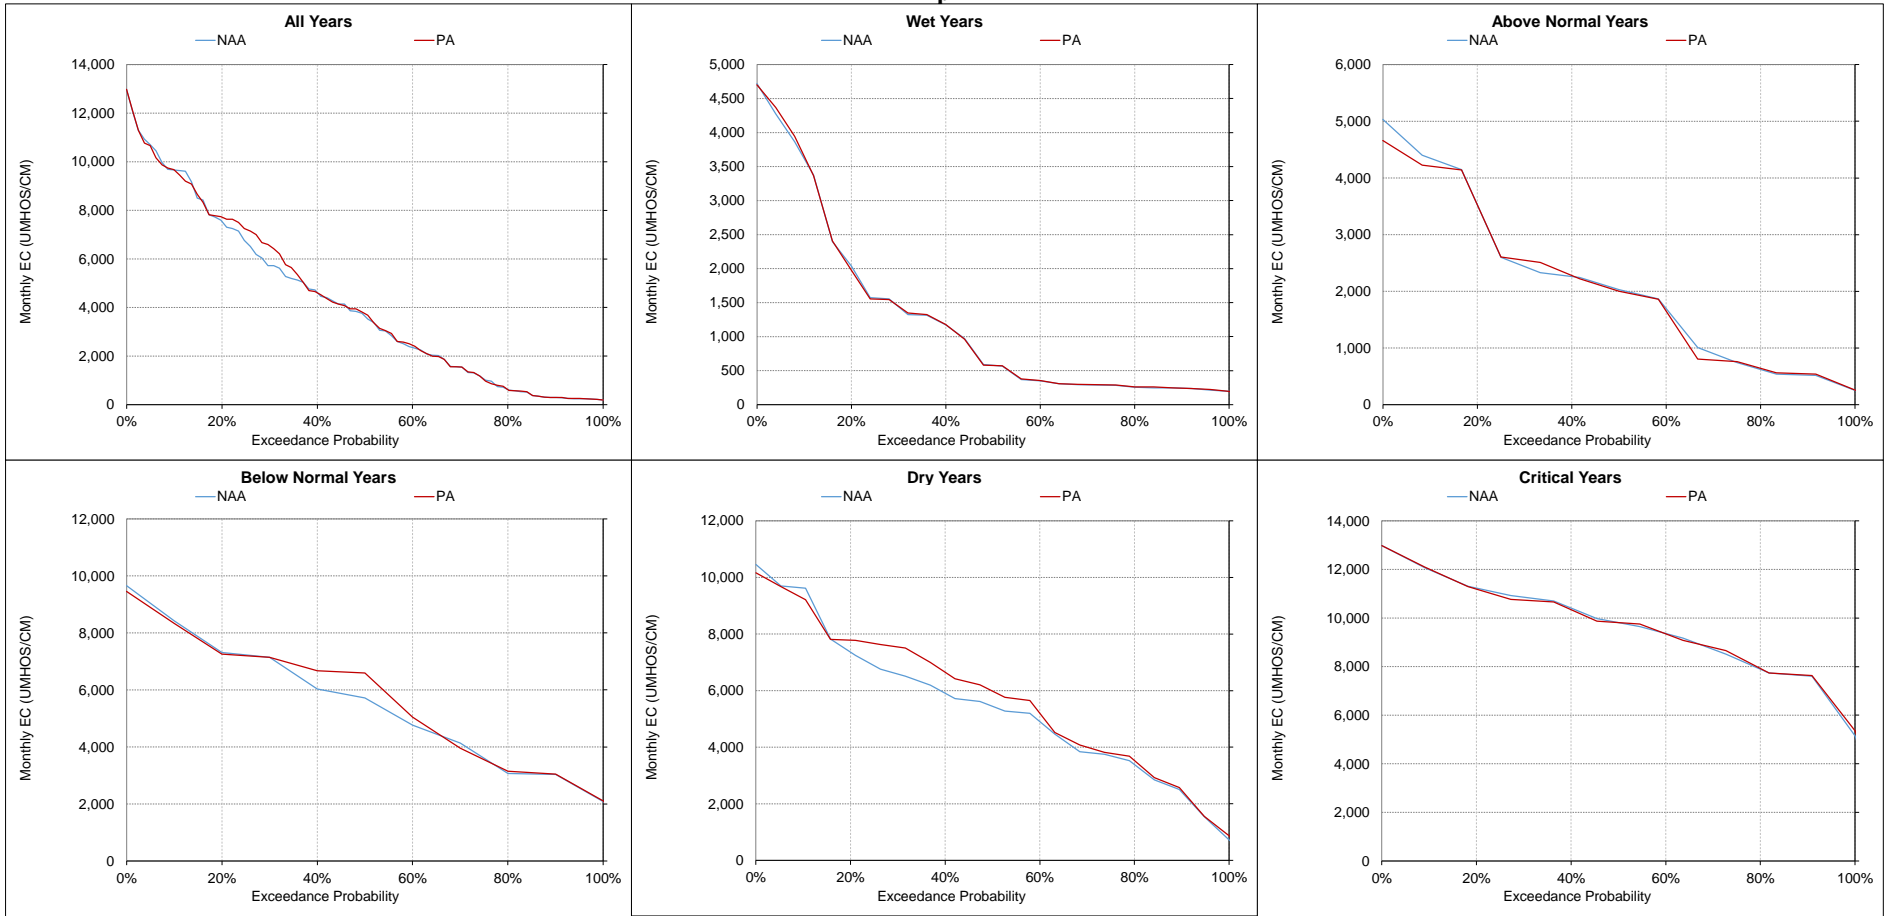 All Years
NAA PA
14,000
12,000
10,000
8,000
6,000
4,000
2,000
0
Monthly EC (UMHOS/CM)
0% 20% 40% 60% 80% 100%
Exceedance Probability
Wet Years
NAA PA
5,000
4,500
4,000
3,500
3,000
2,500
2,000
1,500
1,000
500
0
Monthly EC (UMHOS/CM)
0% 20% 40% 60% 80% 100%
Exceedance Probability
Above Normal Years
NAA PA
6,000
5,000
4,000
3,000
2,000
1,000
0
Monthly EC (UMHOS/CM)
0% 20% 40% 60% 80% 100%
Exceedance Probability
Below Normal Years
NAA PA
12,000
10,000
8,000
6,000
4,000
2,000
0
Monthly EC (UMHOS/CM)
0% 20% 40% 60% 80% 100%
Exceedance Probability
Dry Years
NAA PA
12,000
10,000
8,000
6,000
4,000
2,000
0
Monthly EC (UMHOS/CM)
0% 20% 40% 60% 80% 100%
Exceedance Probability
Critical Years
NAA PA
14,000
12,000
10,000
8,000
6,000
4,000
2,000
0
Monthly EC (UMHOS/CM)
0% 20% 40% 60% 80% 100%
Exceedance Probability